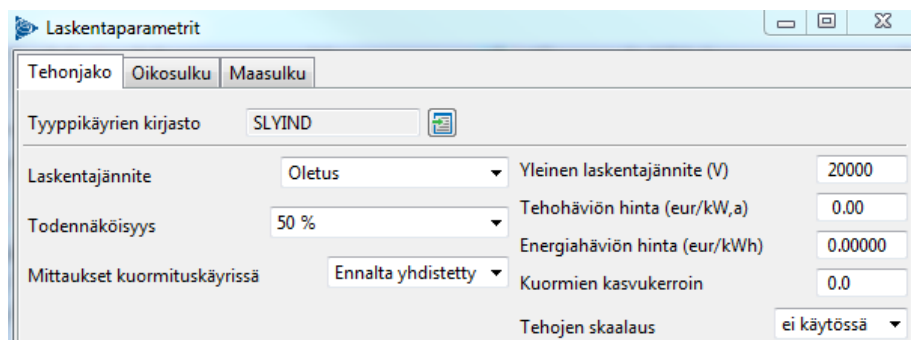 Laskentaparametrit
Tehonjako Oikosulku Maasulku
Tyyppikäyrien kirjasto SLYIND
Laskentajännite Oletus
Todennäköisyys 50 %
Mittaukset kuormituskäyrissä Ennalta yhdistetty
Yleinen laskentajännite (V) 20000
Tehohäviön hinta (eur/kW,a) 0.00
Energiahäviön hinta (eur/kWh) 0.00000
Kuormien kasvukerroin 0.0
Tehojen skaalaus ei käytössä